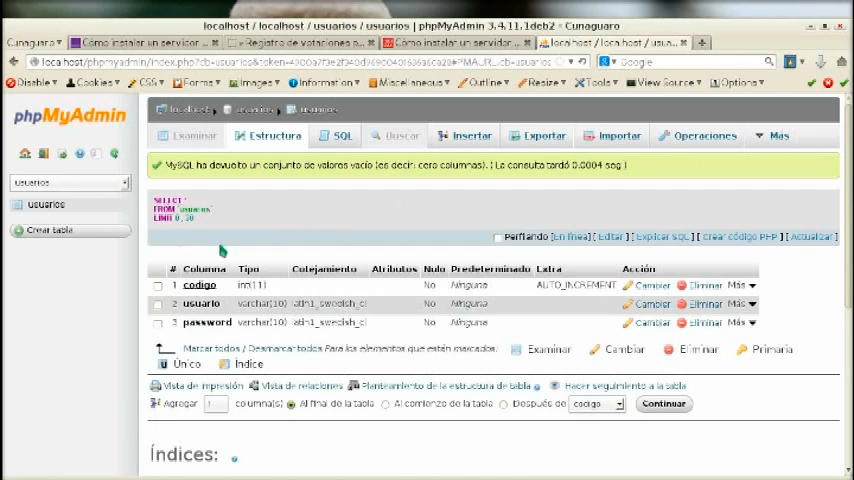 localhost / localhost / usuarios / usuarios | phpMyAdmin 3.4.11.1deb2 - Cunaguaro
Cunaguaro
Cómo instalar un servidor ...
Registro de votaciones p...
Cómo instalar un servidor...
localhost / localhost / usua...
Google
Disable Cookies CSS Forms Images Information Miscellaneous Outline Resize Tools View Source Options
phpMyAdmin
localhost usuarios usuarios
Examinar Estructura SQL Buscar Insertar Exportar Importar Operaciones Más
MySQL ha devuelto un conjunto de valores vacío (es decir: cero columnas). ( La consulta tardó 0.0004 seg )
usuarios
usuarios
Crear tabla
SELECT *
FROM `usuarios`
LIMIT 0,30
Perfilando [En línea] [ Editar ] [ Explicar SQL ] [ Crear código PHP ] [ Actualizar ]
# Columna Tipo Cotejamiento Atributos Nulo Predeterminado Extra Acción
1 codigo int(11) No Ninguna AUTO_INCREMENT Cambiar Eliminar Más
2 usuario varchar(10) latin1_swedish_ci No Ninguna Cambiar Eliminar Más
3 password varchar(10) latin1_swedish_ci No Ninguna Cambiar Eliminar Más
Marcar todos / Desmarcar todos Para los elementos que están marcados: Examinar Cambiar Eliminar Primaria
Único Índice
Vista de impresión Vista de relaciones Planteamiento de la estructura de tabla Hacer seguimiento a la tabla
Agregar 1 columna(s) Al final de la tabla Al comienzo de la tabla Después de codigo Continuar
Índices: